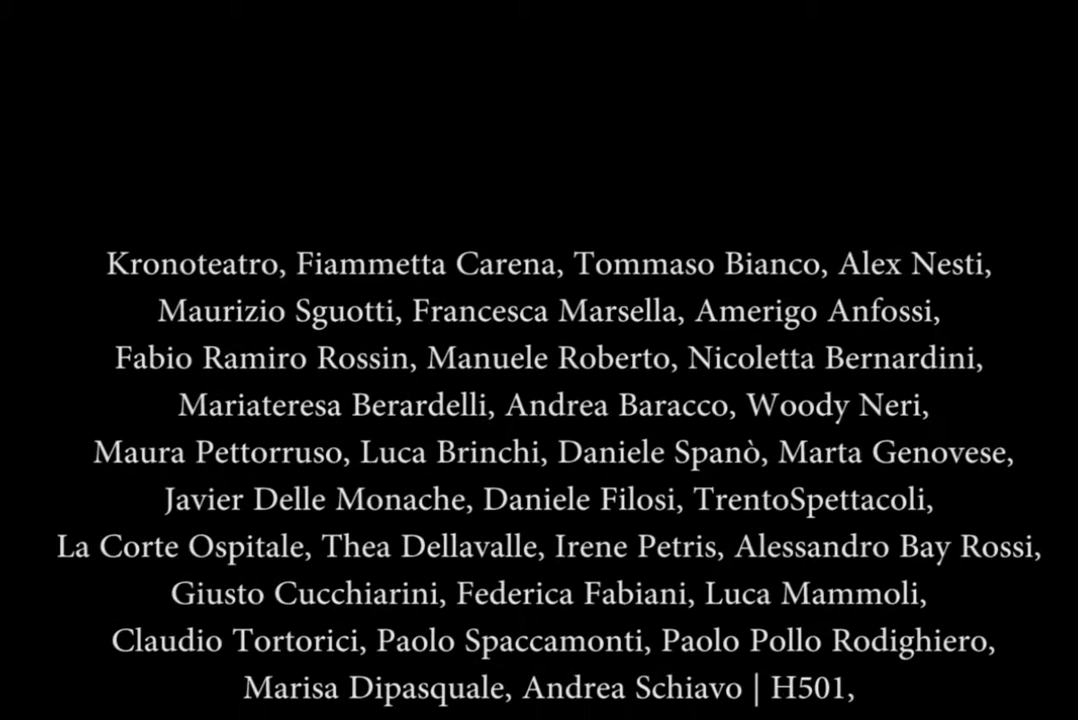 Kronoteatro, Fiammetta Carena, Tommaso Bianco, Alex Nesti,
Maurizio Sguotti, Francesca Marsella, Amerigo Anfossi,
Fabio Ramiro Rossin, Manuele Roberto, Nicoletta Bernardini,
Mariateresa Berardelli, Andrea Baracco, Woody Neri,
Maura Pettorruso, Luca Brinchi, Daniele Spanò, Marta Genovese,
Javier Delle Monache, Daniele Filosi, TrentoSpettacoli,
La Corte Ospitale, Thea Dellavalle, Irene Petris, Alessandro Bay Rossi,
Giusto Cucchiarini, Federica Fabiani, Luca Mammoli,
Claudio Tortorici, Paolo Spaccamonti, Paolo Pollo Rodighiero,
Marisa Dipasquale, Andrea Schiavo | H501,